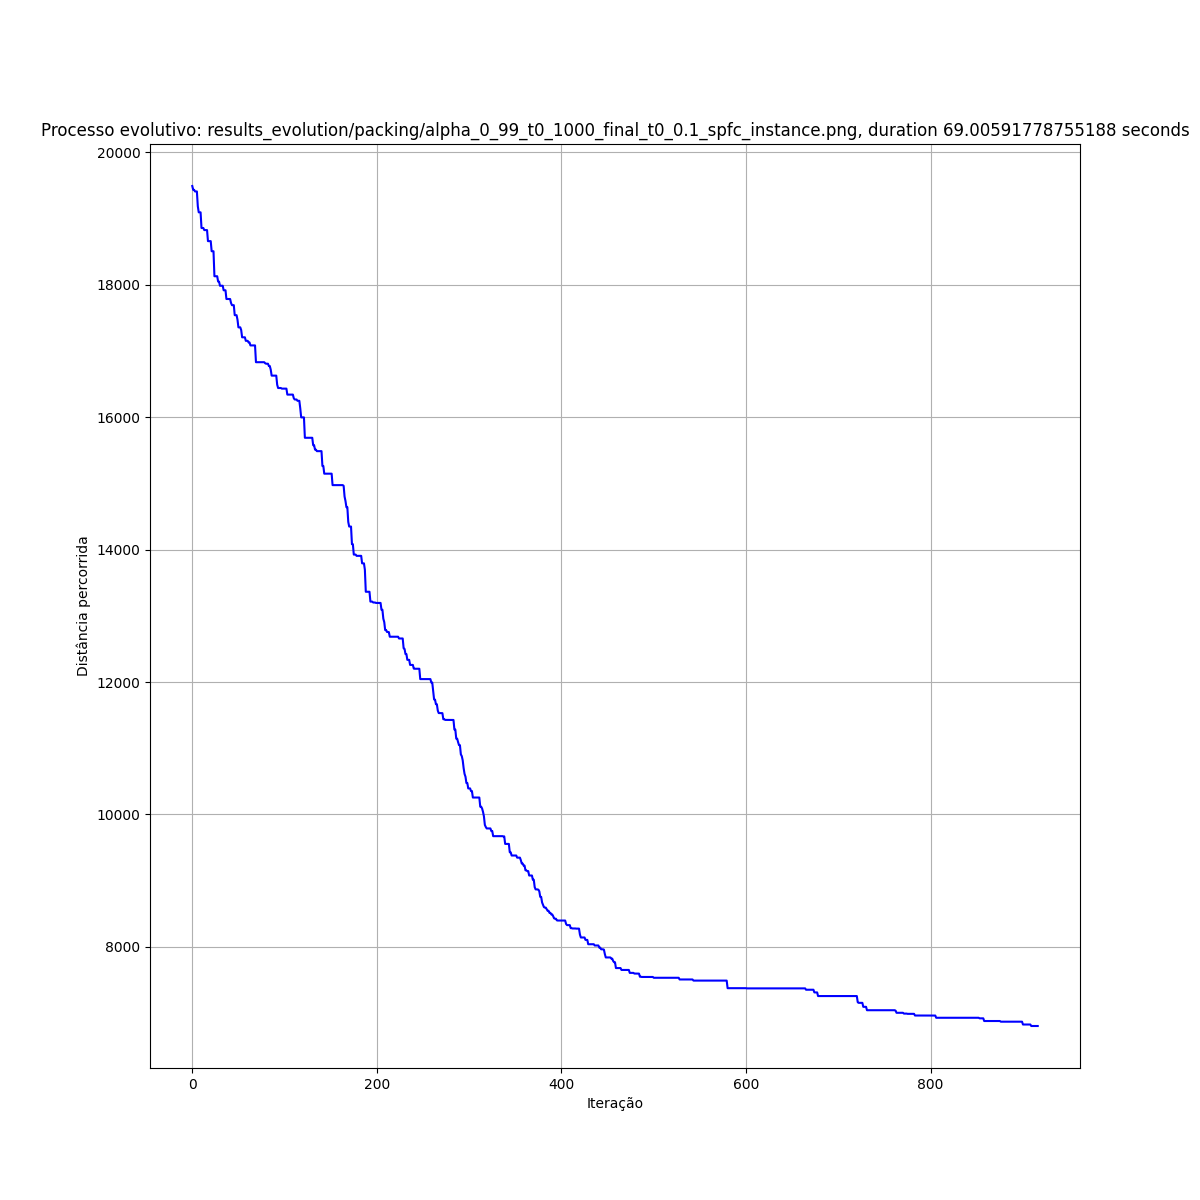 Processo evolutivo: results_evolution/packing/alpha_0_99_t0_1000_final_t0_0.1_spfc_instance.png, duration 69.00591778755188 seconds
20000
18000
16000
14000
12000
10000
8000
Distância percorrida
0 200 400 600 800
Iteração